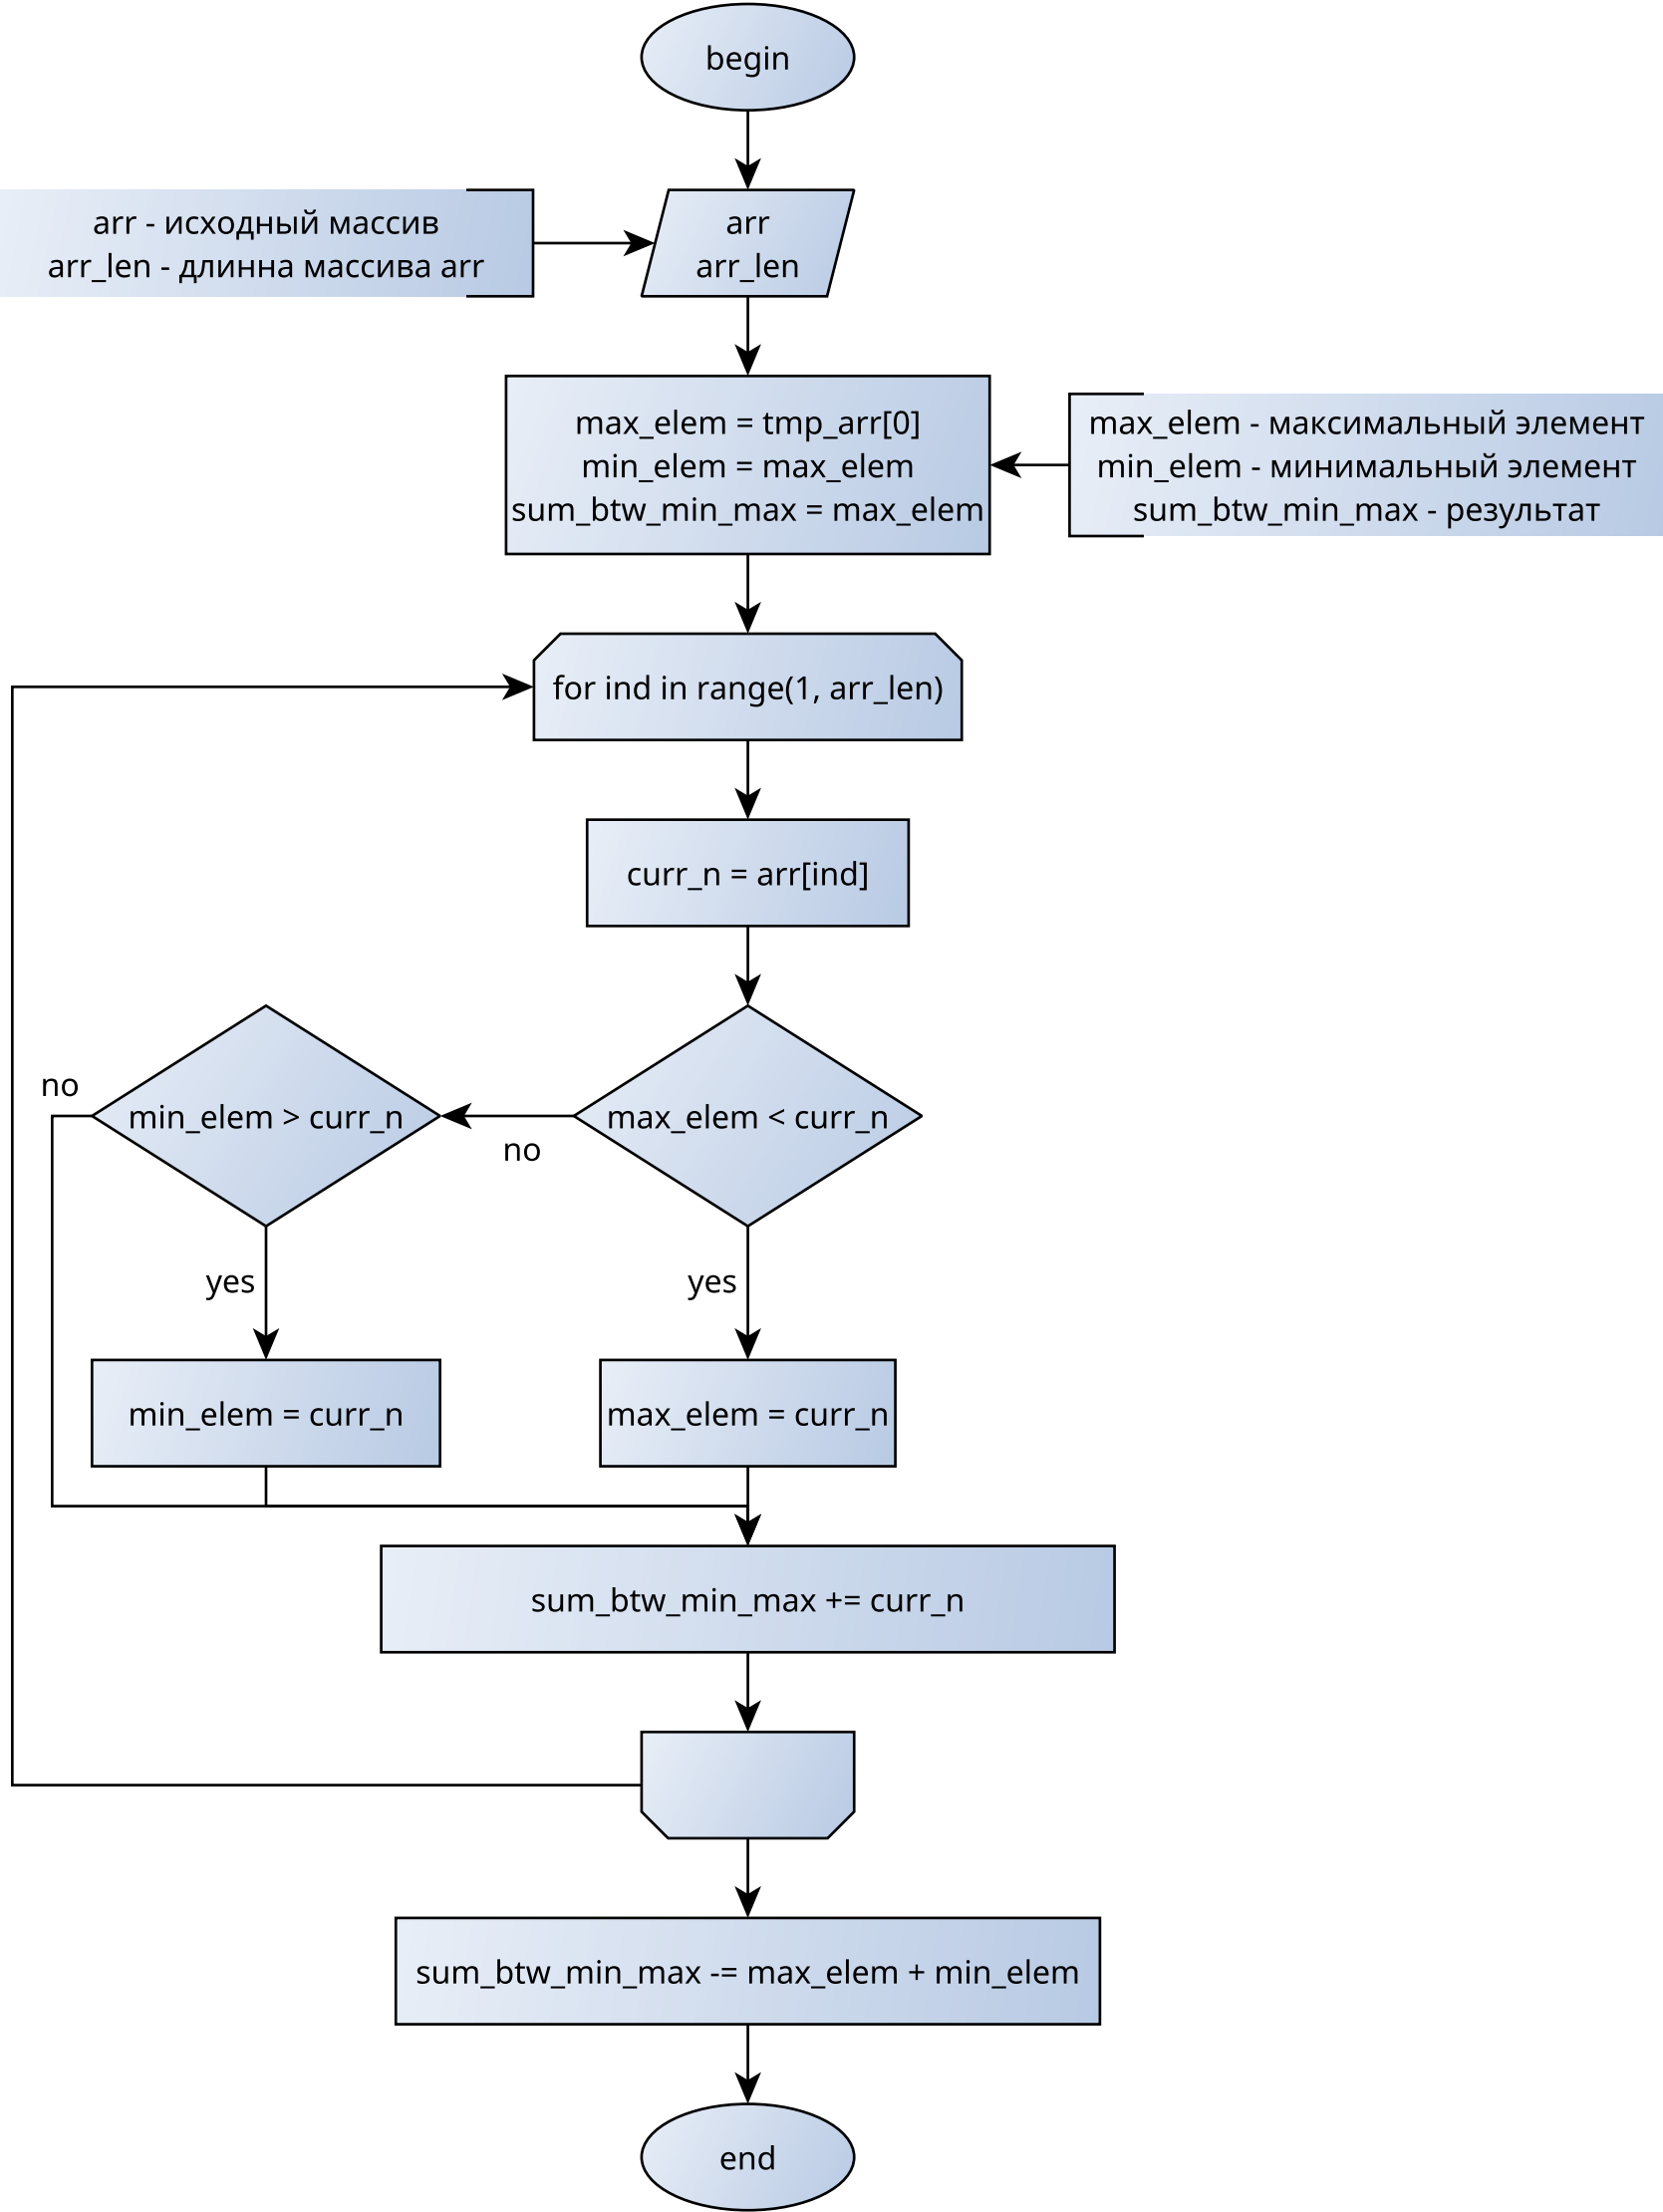 begin
arr - исходный массив
arr_len - длинна массива arr
arr
arr_len
max_elem = tmp_arr[0]
min_elem = max_elem
sum_btw_min_max = max_elem
max_elem - максимальный элемент
min_elem - минимальный элемент
sum_btw_min_max - результат
for ind in range(1, arr_len)
curr_n = arr[ind]
no
min_elem > curr_n
no
max_elem < curr_n
yes
yes
min_elem = curr_n
max_elem = curr_n
sum_btw_min_max += curr_n
sum_btw_min_max -= max_elem + min_elem
end